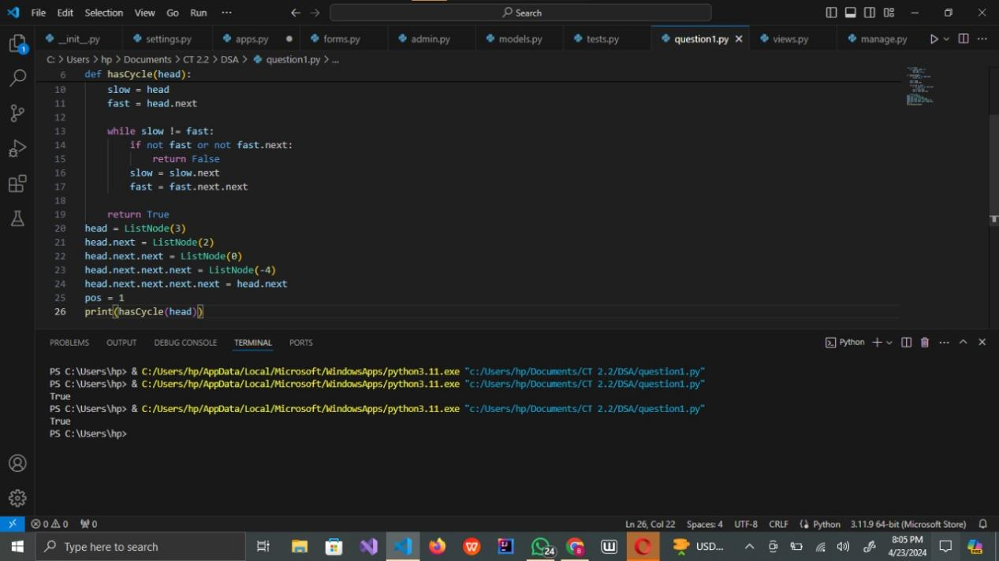 File Edit Selection View Go Run ··· Search
__init__.py settings.py apps.py forms.py admin.py models.py tests.py question1.py views.py manage.py
C: > Users > hp > Documents > CT 2.2 > DSA > question1.py > ...
6 def hasCycle(head):
10 slow = head
11 fast = head.next
12
13 while slow != fast:
14 if not fast or not fast.next:
15 return False
16 slow = slow.next
17 fast = fast.next.next
18
19 return True
20 head = ListNode(3)
21 head.next = ListNode(2)
22 head.next.next = ListNode(0)
23 head.next.next.next = ListNode(-4)
24 head.next.next.next.next = head.next
25 pos = 1
26 print(hasCycle(head))
PROBLEMS OUTPUT DEBUG CONSOLE TERMINAL PORTS Python
PS C:\Users\hp> & C:/Users/hp/AppData/Local/Microsoft/WindowsApps/python3.11.exe "c:/Users/hp/Documents/CT 2.2/DSA/question1.py"
PS C:\Users\hp> & C:/Users/hp/AppData/Local/Microsoft/WindowsApps/python3.11.exe "c:/Users/hp/Documents/CT 2.2/DSA/question1.py"
True
PS C:\Users\hp> & C:/Users/hp/AppData/Local/Microsoft/WindowsApps/python3.11.exe "c:/Users/hp/Documents/CT 2.2/DSA/question1.py"
True
PS C:\Users\hp>
0 0 0 Ln 26, Col 22 Spaces: 4 UTF-8 CRLF Python 3.11.9 64-bit (Microsoft Store)
Type here to search 24 USD... 8:05 PM
4/23/2024